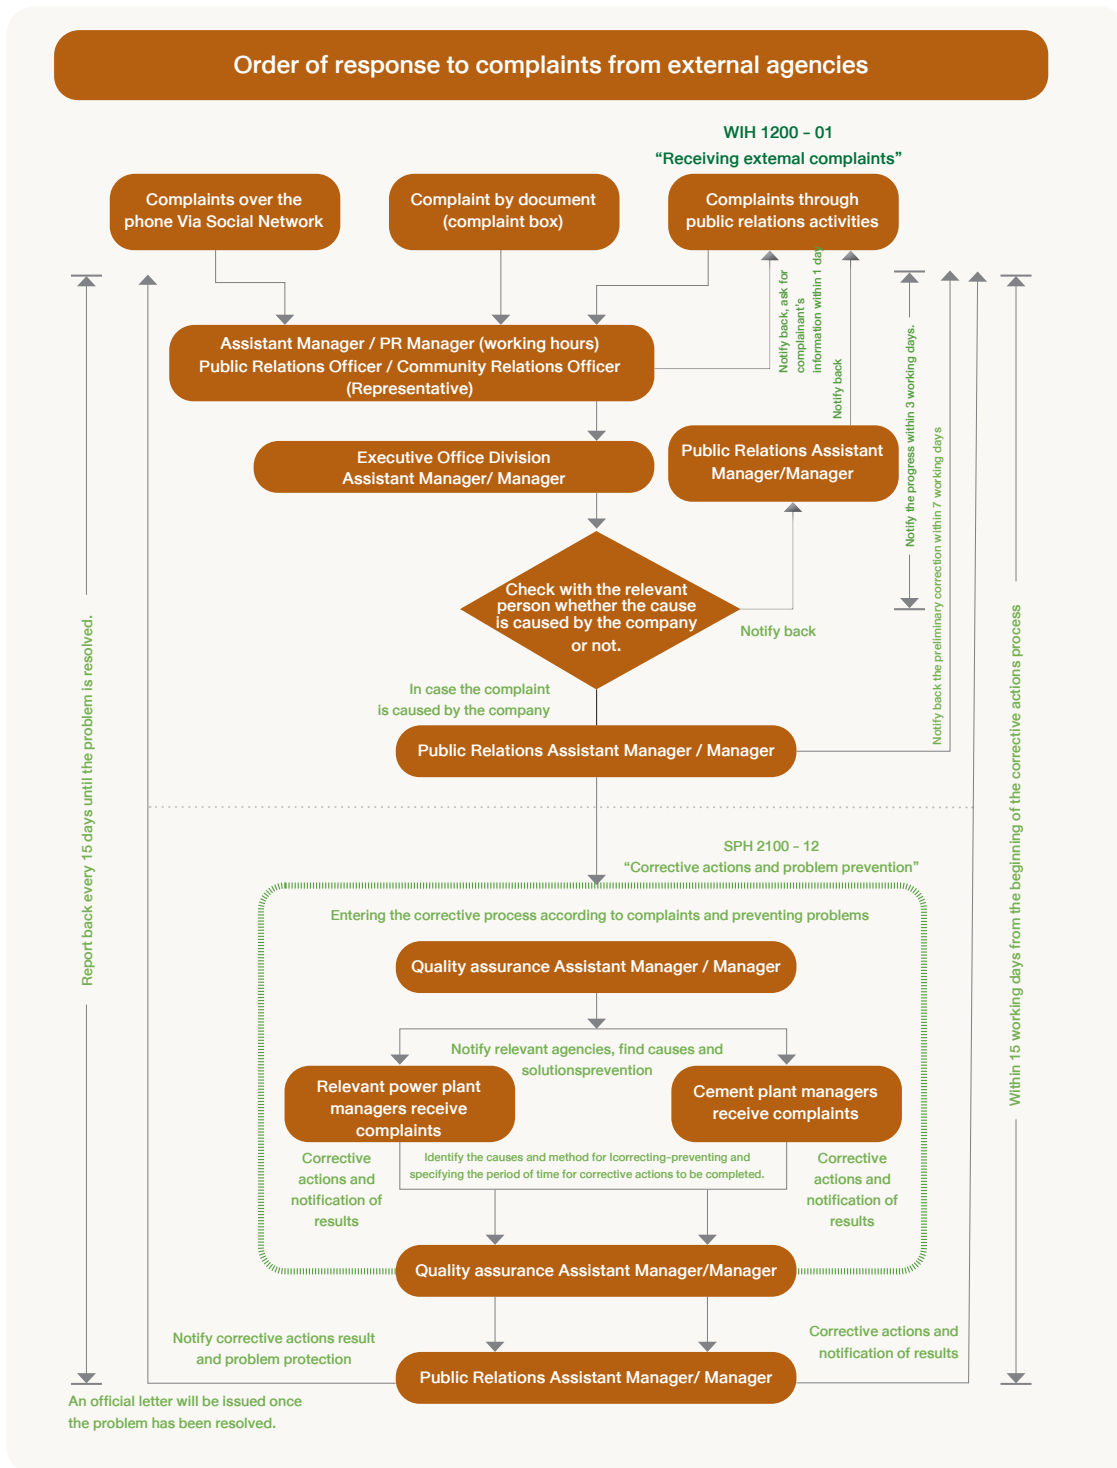 Order of response to complaints from external agencies
WIH 1200 - 01
“Receiving external complaints”
Complaints over the
phone Via Social Network
Complaint by document
(complaint box)
Complaints through
public relations activities
Notify back, ask for
complainant's
information within 1 day
Notify back
Notify the progress within 3 working days.
Notify back the preliminary correction within 7 working days
Assistant Manager / PR Manager (working hours)
Public Relations Officer / Community Relations Officer
(Representative)
Executive Office Division
Assistant Manager/ Manager
Public Relations Assistant
Manager/Manager
Check with the relevant
person whether the cause
is caused by the company
or not.
Notify back
In case the complaint
is caused by the company
Public Relations Assistant Manager / Manager
Report back every 15 days until the problem is resolved.
Within 15 working days from the beginning of the corrective actions process
SPH 2100 - 12
“Corrective actions and problem prevention”
Entering the corrective process according to complaints and preventing problems
Quality assurance Assistant Manager / Manager
Notify relevant agencies, find causes and
solutionsprevention
Relevant power plant
managers receive
complaints
Cement plant managers
receive complaints
Corrective
actions and
notification of
results
Identify the causes and method for lcorrecting-preventing and
specifying the period of time for corrective actions to be completed.
Corrective
actions and
notification of
results
Quality assurance Assistant Manager/Manager
Notify corrective actions result
and problem protection
Corrective actions and
notification of results
Public Relations Assistant Manager/ Manager
An official letter will be issued once
the problem has been resolved.